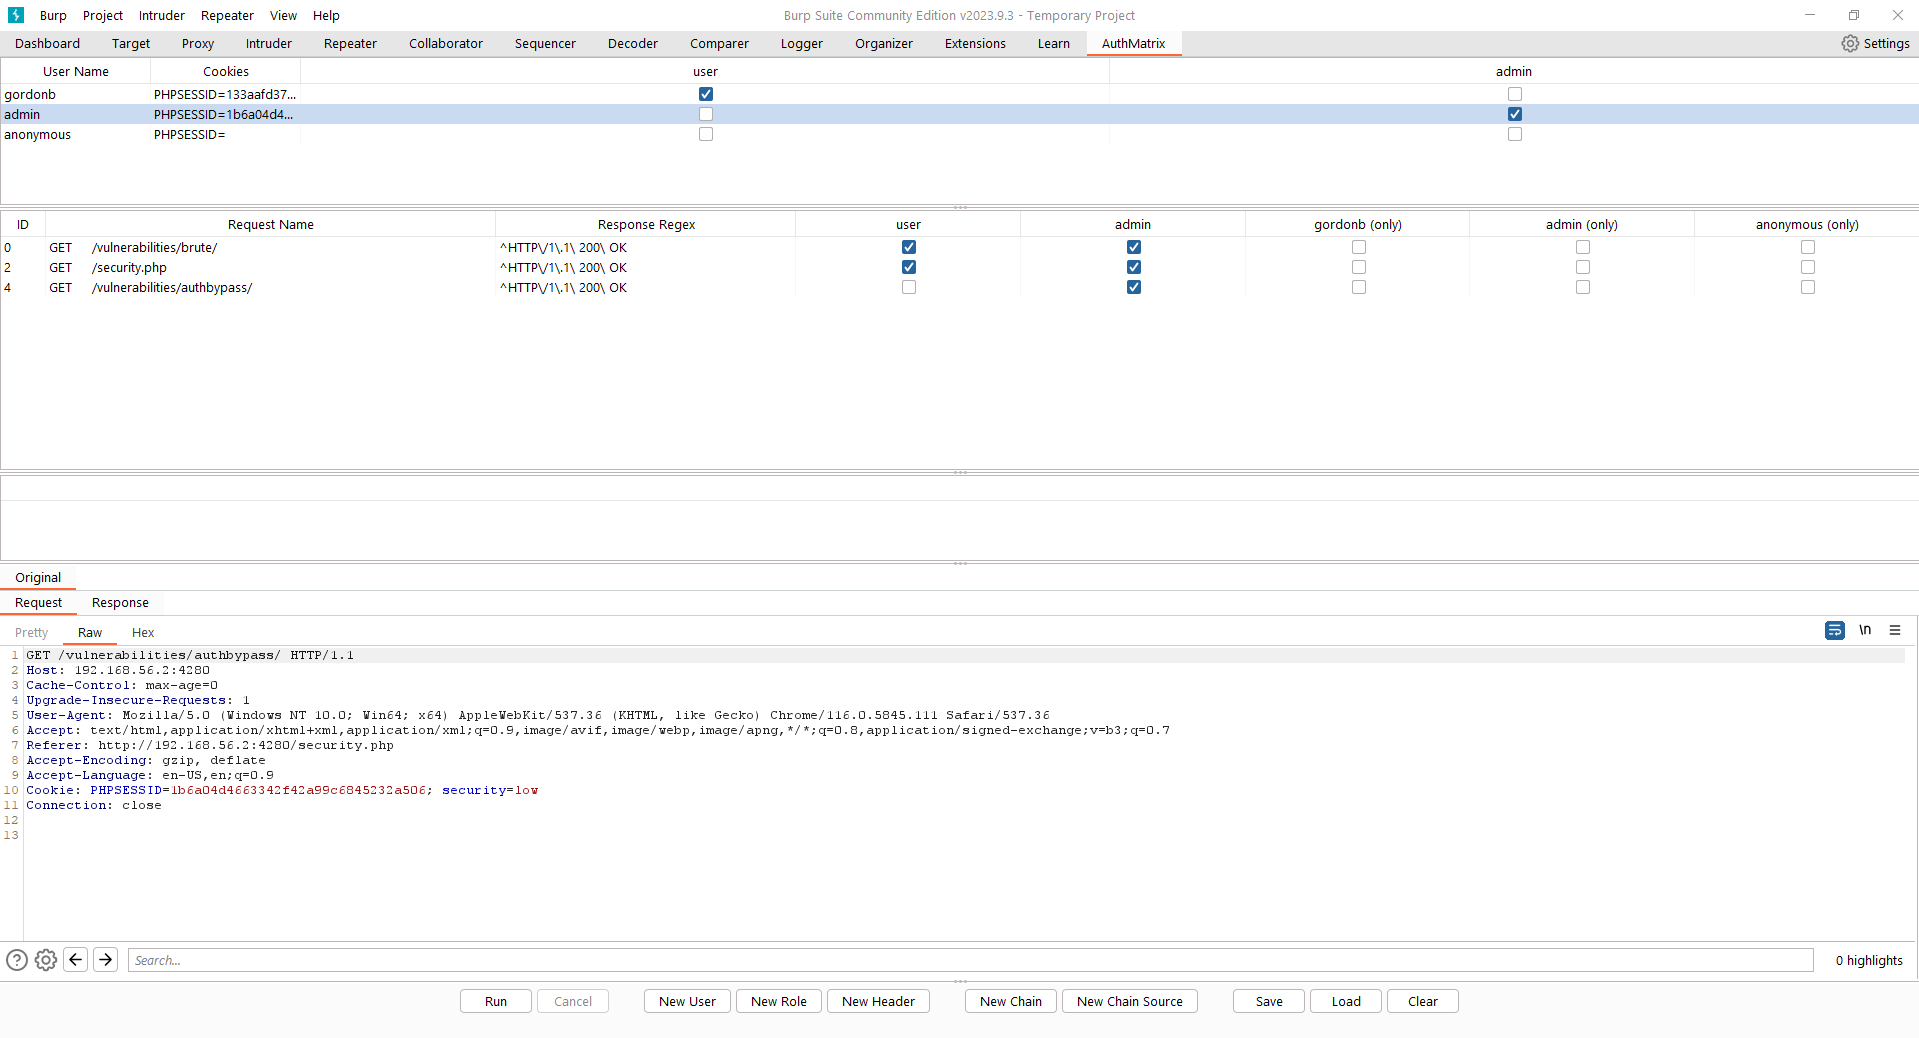 Burp Project Intruder Repeater View Help Burp Suite Community Edition v2023.9.3 - Temporary Project
Dashboard Target Proxy Intruder Repeater Collaborator Sequencer Decoder Comparer Logger Organizer Extensions Learn AuthMatrix Settings
User Name Cookies user admin
gordonb PHPSESSID=133aafd37...
admin PHPSESSID=1b6a04d4...
anonymous PHPSESSID=
ID Request Name Response Regex user admin gordonb (only) admin (only) anonymous (only)
0 GET /vulnerabilities/brute/ ^HTTP\/1\.1\ 200\ OK
2 GET /security.php ^HTTP\/1\.1\ 200\ OK
4 GET /vulnerabilities/authbypass/ ^HTTP\/1\.1\ 200\ OK
Original
Request Response
Pretty Raw Hex \n
1 GET /vulnerabilities/authbypass/ HTTP/1.1
2 Host: 192.168.56.2:4280
3 Cache-Control: max-age=0
4 Upgrade-Insecure-Requests: 1
5 User-Agent: Mozilla/5.0 (Windows NT 10.0; Win64; x64) AppleWebKit/537.36 (KHTML, like Gecko) Chrome/116.0.5845.111 Safari/537.36
6 Accept: text/html,application/xhtml+xml,application/xml;q=0.9,image/avif,image/webp,image/apng,*/*;q=0.8,application/signed-exchange;v=b3;q=0.7
7 Referer: http://192.168.56.2:4280/security.php
8 Accept-Encoding: gzip, deflate
9 Accept-Language: en-US,en;q=0.9
10 Cookie: PHPSESSID=1b6a04d4663342f42a99c6845232a506; security=low
11 Connection: close
12
13
Search... 0 highlights
Run Cancel New User New Role New Header New Chain New Chain Source Save Load Clear